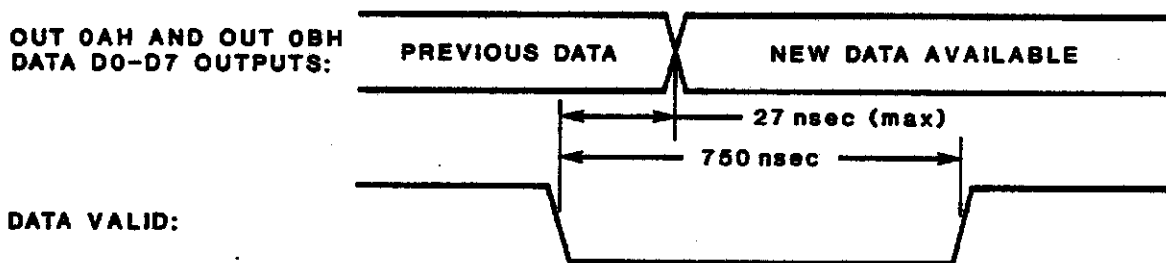 OUT 0AH AND OUT 0BH
DATA D0-D7 OUTPUTS:
PREVIOUS DATA
NEW DATA AVAILABLE
27 nsec (max)
750 nsec
DATA VALID: